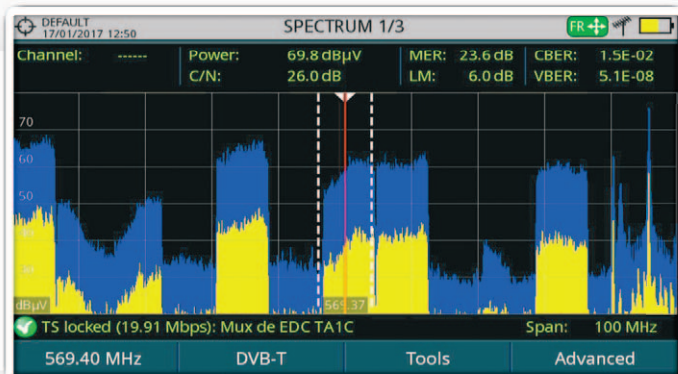 DEFAULT
17/01/2017 12:50
SPECTRUM 1/3
FR
Channel: ------ Power: 69.8 dBµV MER: 23.6 dB CBER: 1.5E-02
C/N: 26.0 dB LM: 6.0 dB VBER: 5.1E-08
70
60
50
dBµV
569.37
TS locked (19.91 Mbps): Mux de EDC TA1C Span: 100 MHz
569.40 MHz DVB-T Tools Advanced